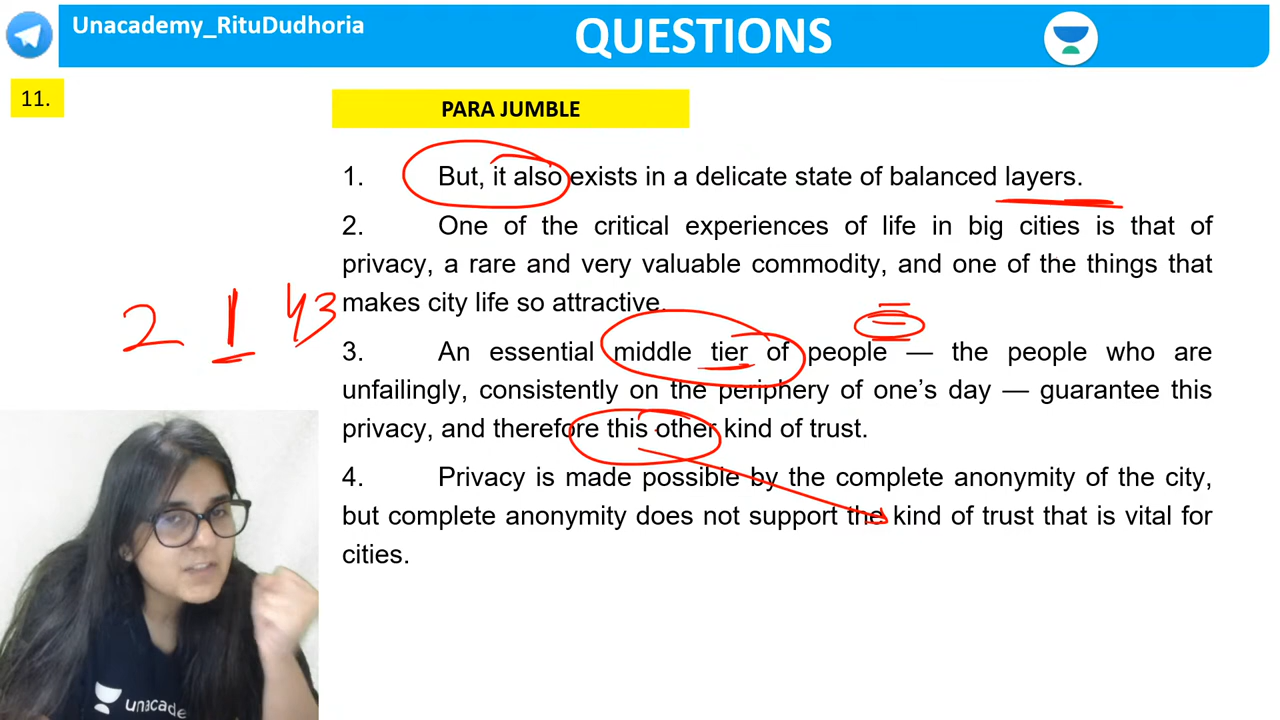 Unacademy_RituDudhoria
QUESTIONS
11.
PARA JUMBLE
1. But, it also exists in a delicate state of balanced layers.
2. One of the critical experiences of life in big cities is that of
privacy, a rare and very valuable commodity, and one of the things that
makes city life so attractive.
2 1 43
3. An essential middle tier of people — the people who are
unfailingly, consistently on the periphery of one's day — guarantee this
privacy, and therefore this other kind of trust.
4. Privacy is made possible by the complete anonymity of the city,
but complete anonymity does not support the kind of trust that is vital for
cities.
unacade